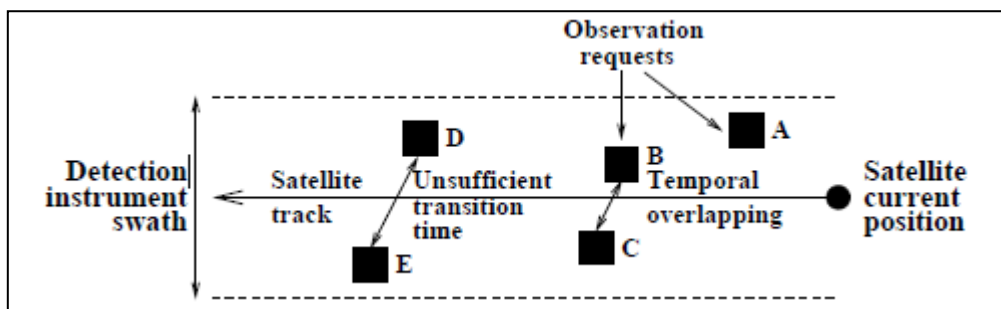 Observation
requests
A
D
B
Detection
instrument
swath
Satellite
track
Unsufficient
transition
time
Temporal
overlapping
Satellite
current
position
C
E